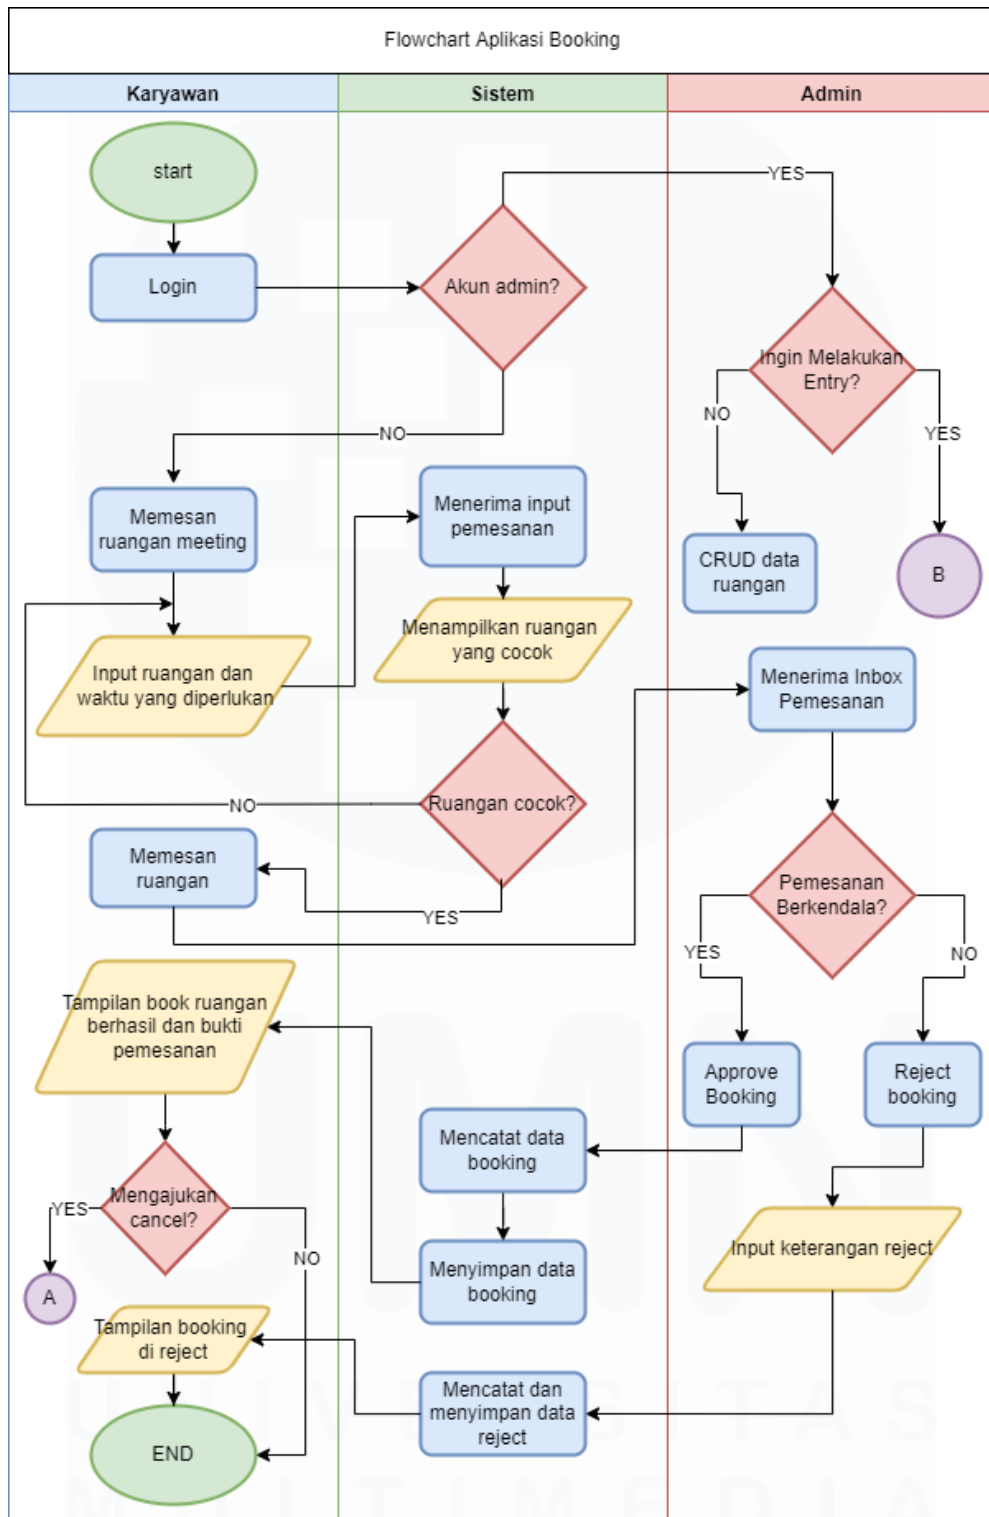 Flowchart Aplikasi Booking
Karyawan
Sistem
Admin
start
YES
Login
Akun admin?
Ingin Melakukan
Entry?
NO
NO
YES
Memesan
ruangan meeting
Menerima input
pemesanan
CRUD data
ruangan
B
Menampilkan ruangan
yang cocok
Input ruangan dan
waktu yang diperlukan
Menerima Inbox
Pemesanan
NO
Ruangan cocok?
Memesan
ruangan
YES
Pemesanan
Berkendala?
YES
NO
Tampilan book ruangan
berhasil dan bukti
pemesanan
Approve
Booking
Reject
booking
Mencatat data
booking
Mengajukan
cancel?
YES
NO
A
Menyimpan data
booking
Input keterangan reject
Tampilan booking
di reject
Mencatat dan
menyimpan data
reject
END
UMN
UNIVERSITAS
MULTIMEDIA